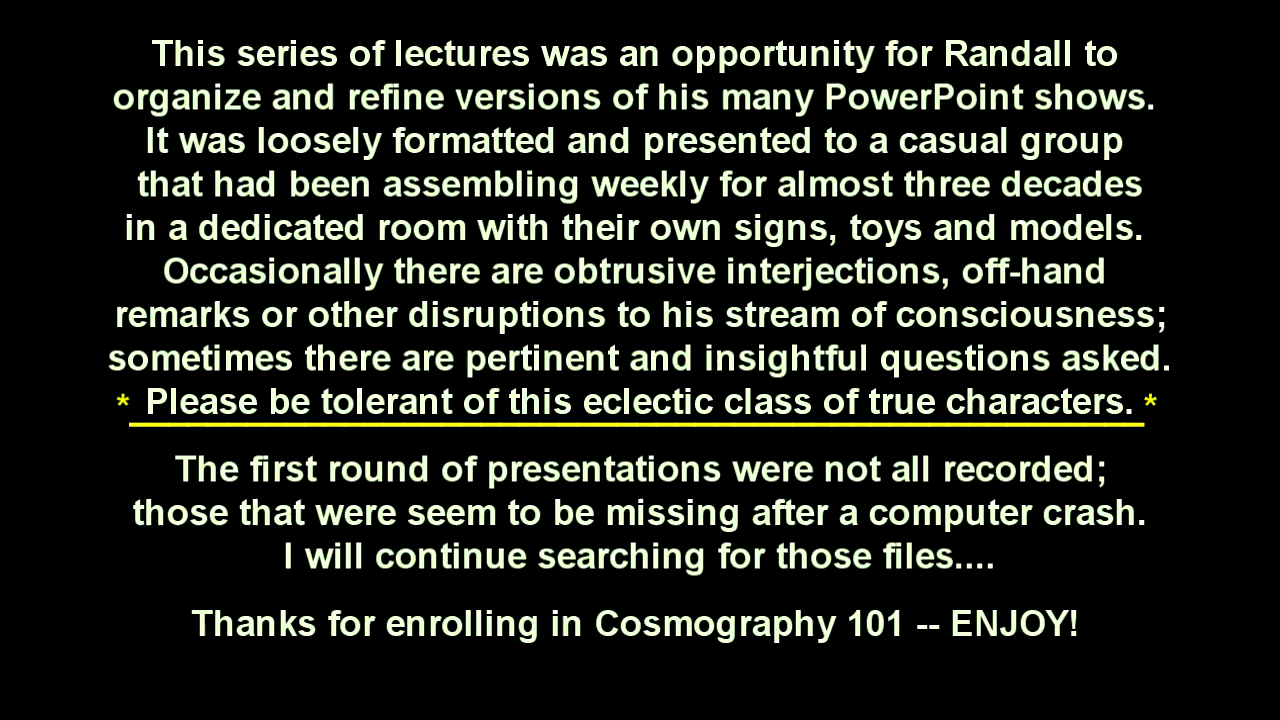 This series of lectures was an opportunity for Randall to
organize and refine versions of his many PowerPoint shows.
It was loosely formatted and presented to a casual group
that had been assembling weekly for almost three decades
in a dedicated room with their own signs, toys and models.
Occasionally there are obtrusive interjections, off-hand
remarks or other disruptions to his stream of consciousness;
sometimes there are pertinent and insightful questions asked.
* Please be tolerant of this eclectic class of true characters. *
The first round of presentations were not all recorded;
those that were seem to be missing after a computer crash.
I will continue searching for those files....
Thanks for enrolling in Cosmography 101 -- ENJOY!